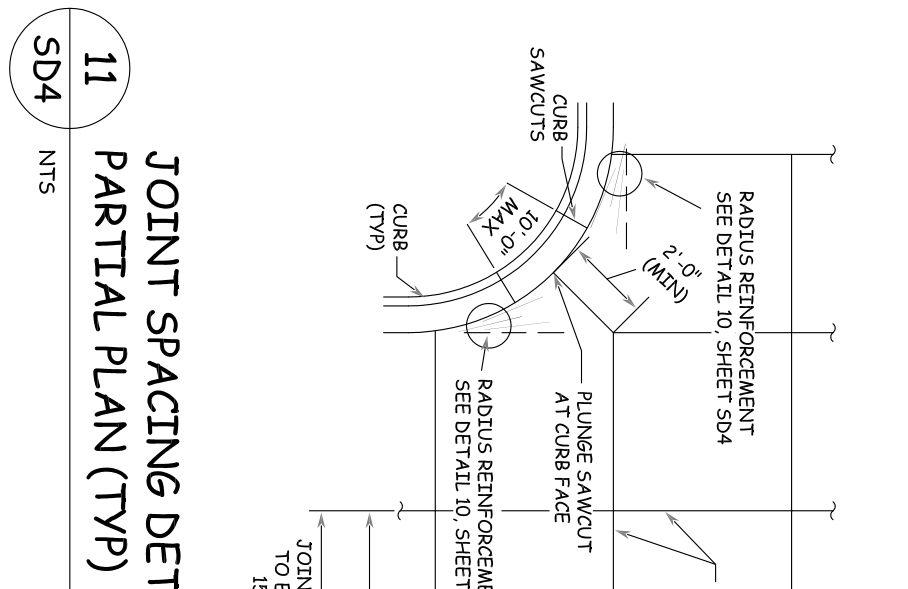 RADIUS REINFORCEMENT
SEE DETAIL 10, SHEET SD4
2'-0"
(MIN)
CURB
SAWCUTS
10'-0"
MAX
CURB
(TYP)
PLUNGE SAWCUT
AT CURB FACE
RADIUS REINFORCEME
SEE DETAIL 10, SHEET
JOIN
TO E
15
JOINT SPACING DET
PARTIAL PLAN (TYP)
11
SD4
NTS